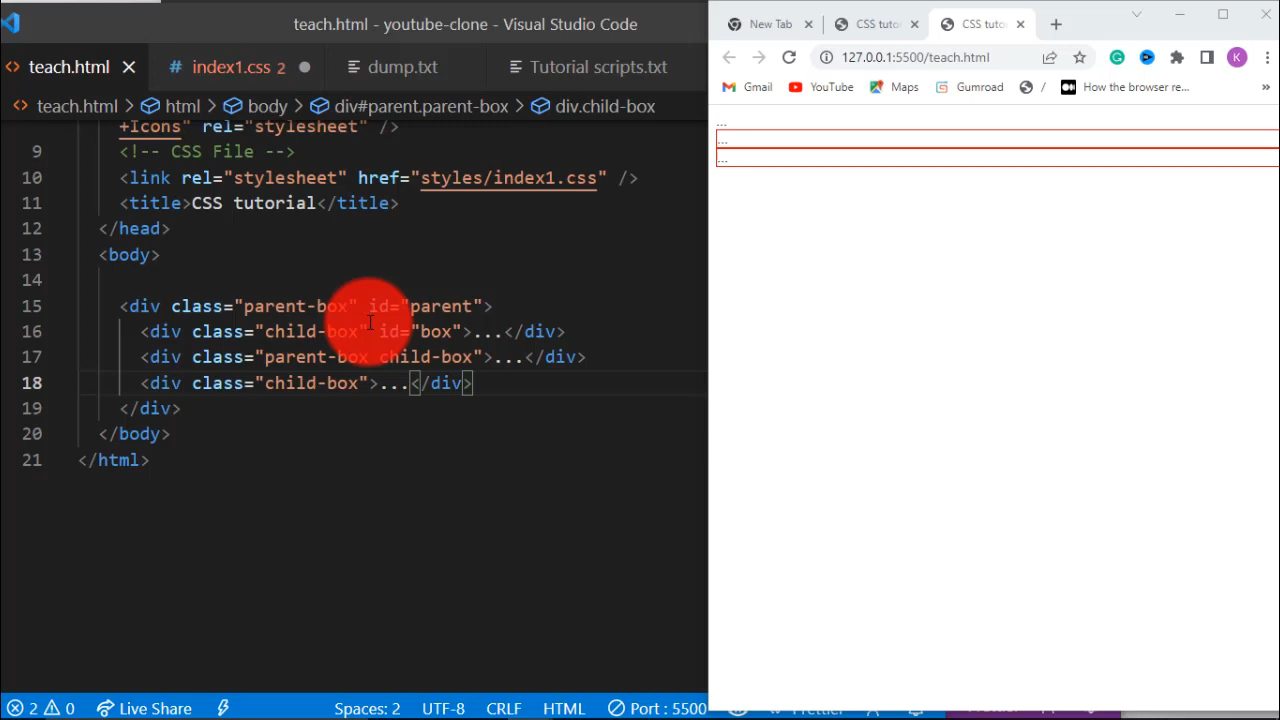 teach.html - youtube-clone - Visual Studio Code
teach.html
index1.css 2
dump.txt
Tutorial scripts.txt
teach.html > html > body > div#parent.parent-box > div.child-box
+Icons" rel="stylesheet" />
9 <!-- CSS File -->
10 <link rel="stylesheet" href="styles/index1.css" />
11 <title>CSS tutorial</title>
12 </head>
13 <body>
14
15 <div class="parent-box" id="parent">
16 <div class="child-box" id="box">...</div>
17 <div class="parent-box child-box">...</div>
18 <div class="child-box">...</div>
19 </div>
20 </body>
21 </html>
2 0 Live Share Spaces: 2 UTF-8 CRLF HTML Port : 5500
New Tab
CSS tuto
CSS tuto
127.0.0.1:5500/teach.html
K
Gmail YouTube Maps Gumroad / How the browser re... »
...
...
...